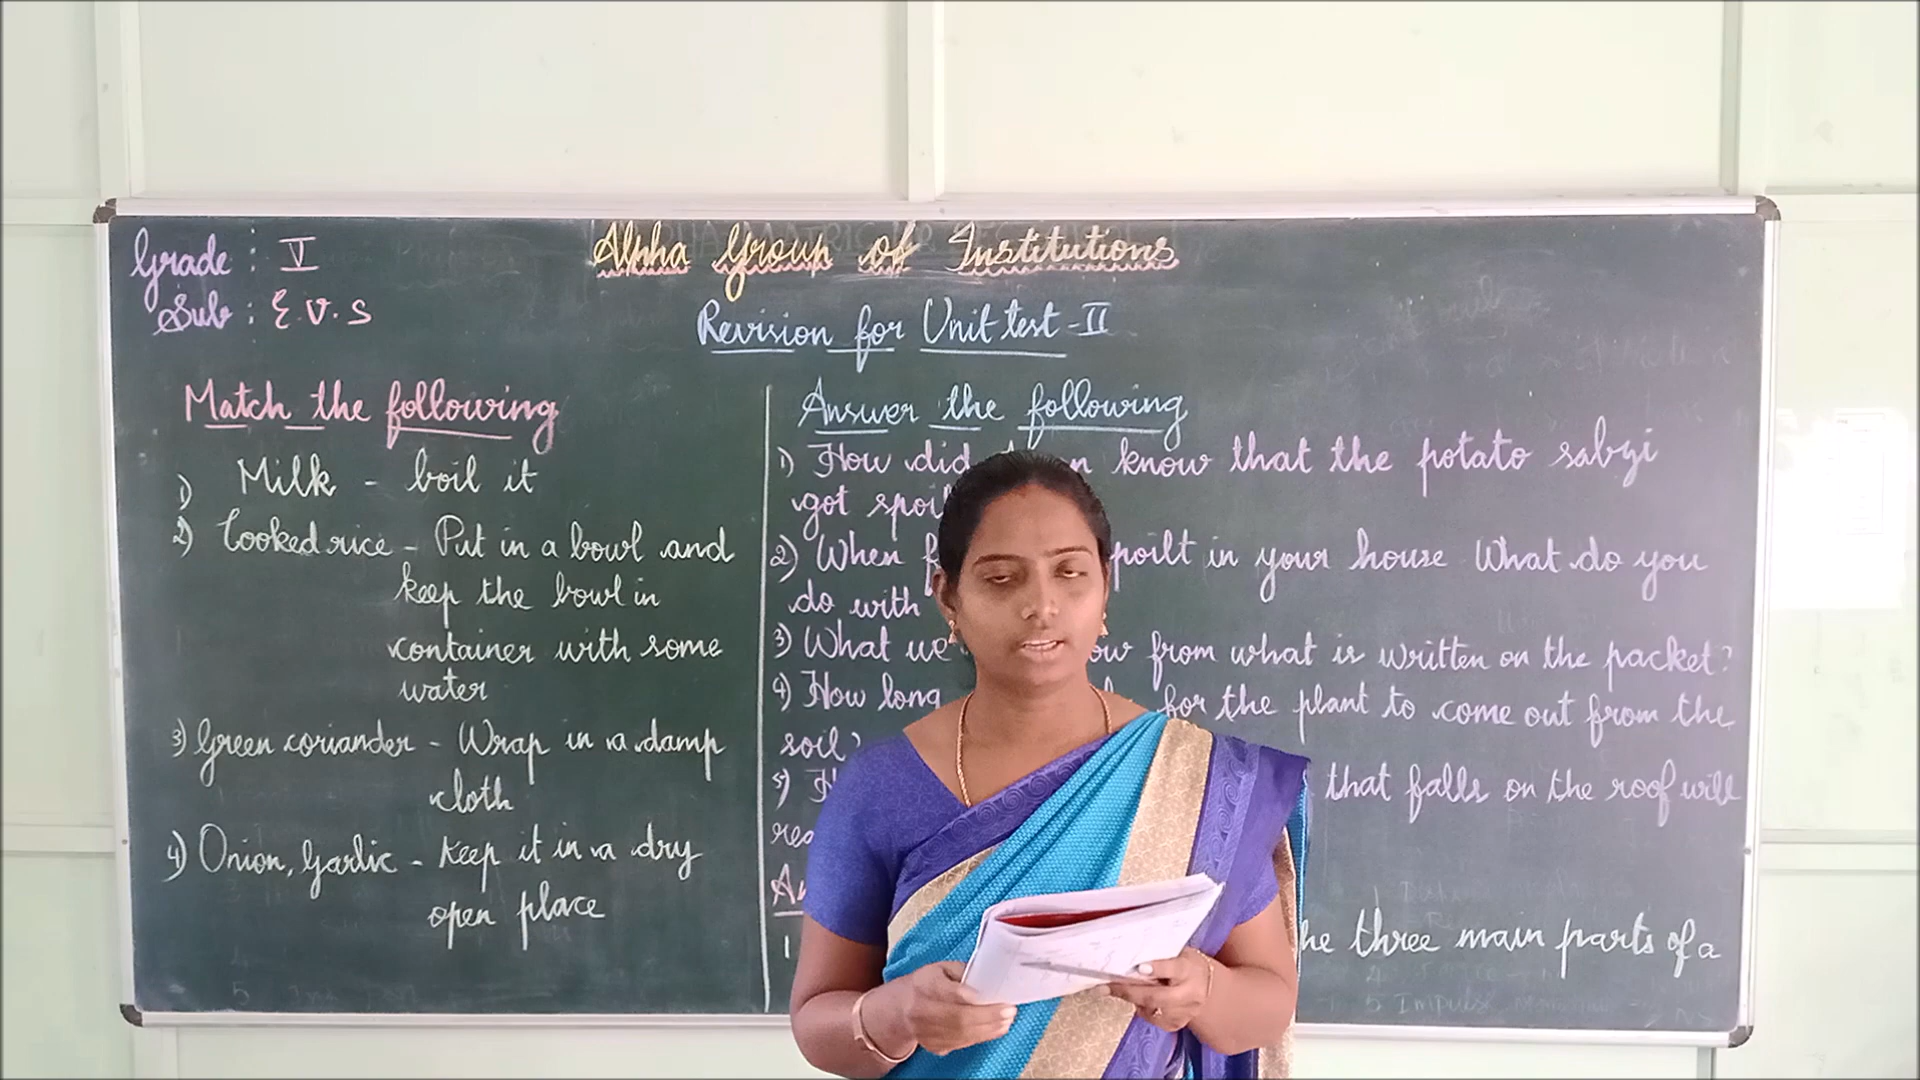 Grade : V
Sub : E.V.S
Alpha Group of Institutions
Revision for Unit test - II
Match the following
1) Milk - boil it
2) Cooked rice - Put in a bowl and
keep the bowl in
container with some
water
3) Green coriander - Wrap in a damp
cloth
4) Onion, Garlic - Keep it in a dry
open place
Answer the following
1) How did know that the potato sabzi
got
2) When in your house What do you
do with
3) What we from what is written on the packet?
4) How long for the plant to come out from the
soil?
5) that falls on the roof will
1 three main parts of a